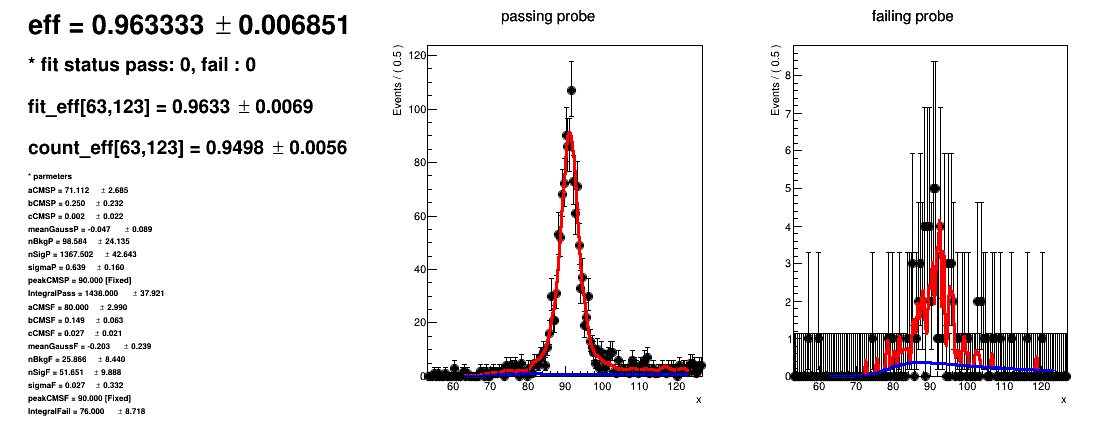 eff = 0.963333 ± 0.006851
* fit status pass: 0, fail : 0
fit_eff[63,123] = 0.9633 ± 0.0069
count_eff[63,123] = 0.9498 ± 0.0056
* parmeters
aCMSP = 71.112 ± 2.685
bCMSP = 0.250 ± 0.232
cCMSP = 0.002 ± 0.022
meanGaussP = -0.047 ± 0.089
nBkgP = 98.584 ± 24.135
nSigP = 1367.502 ± 42.643
sigmaP = 0.639 ± 0.160
peakCMSP = 90.000 [Fixed]
IntegralPass = 1438.000 ± 37.921
aCMSF = 80.000 ± 2.990
bCMSF = 0.149 ± 0.063
cCMSF = 0.027 ± 0.021
meanGaussF = -0.203 ± 0.239
nBkgF = 25.866 ± 8.440
nSigF = 51.651 ± 9.888
sigmaF = 0.027 ± 0.332
peakCMSF = 90.000 [Fixed]
IntegralFail = 76.000 ± 8.718
passing probe
Events / ( 0.5 )
120
100
80
60
40
20
0
60 70 80 90 100 110 120
x
failing probe
Events / ( 0.5 )
8
7
6
5
4
3
2
1
0
60 70 80 90 100 110 120
x